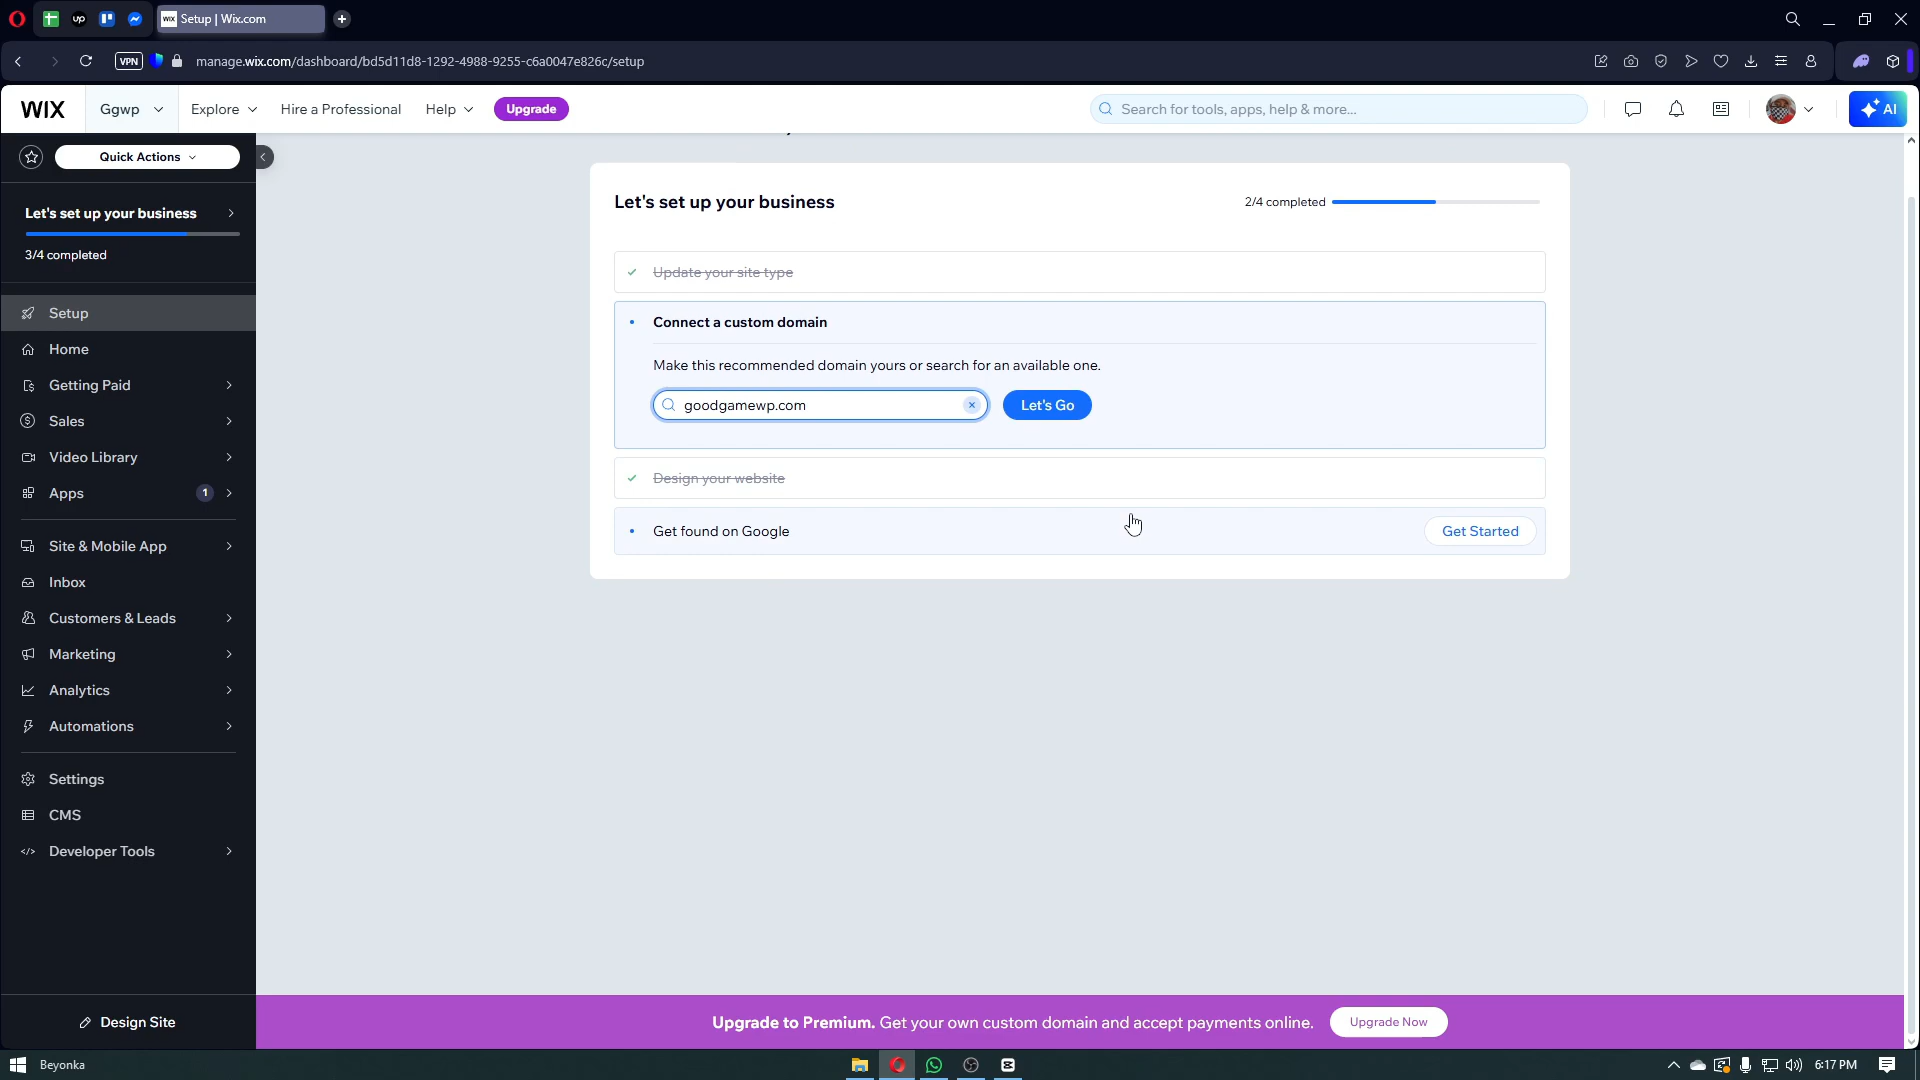 Setup | Wix.com
VPN
manage.wix.com/dashboard/bd5d11d8-1292-4988-9255-c6a0047e826c/setup
WIX
Ggwp
Explore
Hire a Professional
Help
Upgrade
Search for tools, apps, help & more...
AI
Quick Actions
Let's set up your business
3/4 completed
Setup
Home
Getting Paid
Sales
Video Library
Apps
1
Site & Mobile App
Inbox
Customers & Leads
Marketing
Analytics
Automations
Settings
CMS
Developer Tools
Design Site
Let's set up your business
2/4 completed
Update your site type
Connect a custom domain
Make this recommended domain yours or search for an available one.
goodgamewp.com
Let's Go
Design your website
Get found on Google
Get Started
Upgrade to Premium. Get your own custom domain and accept payments online.
Upgrade Now
Beyonka
6:17 PM